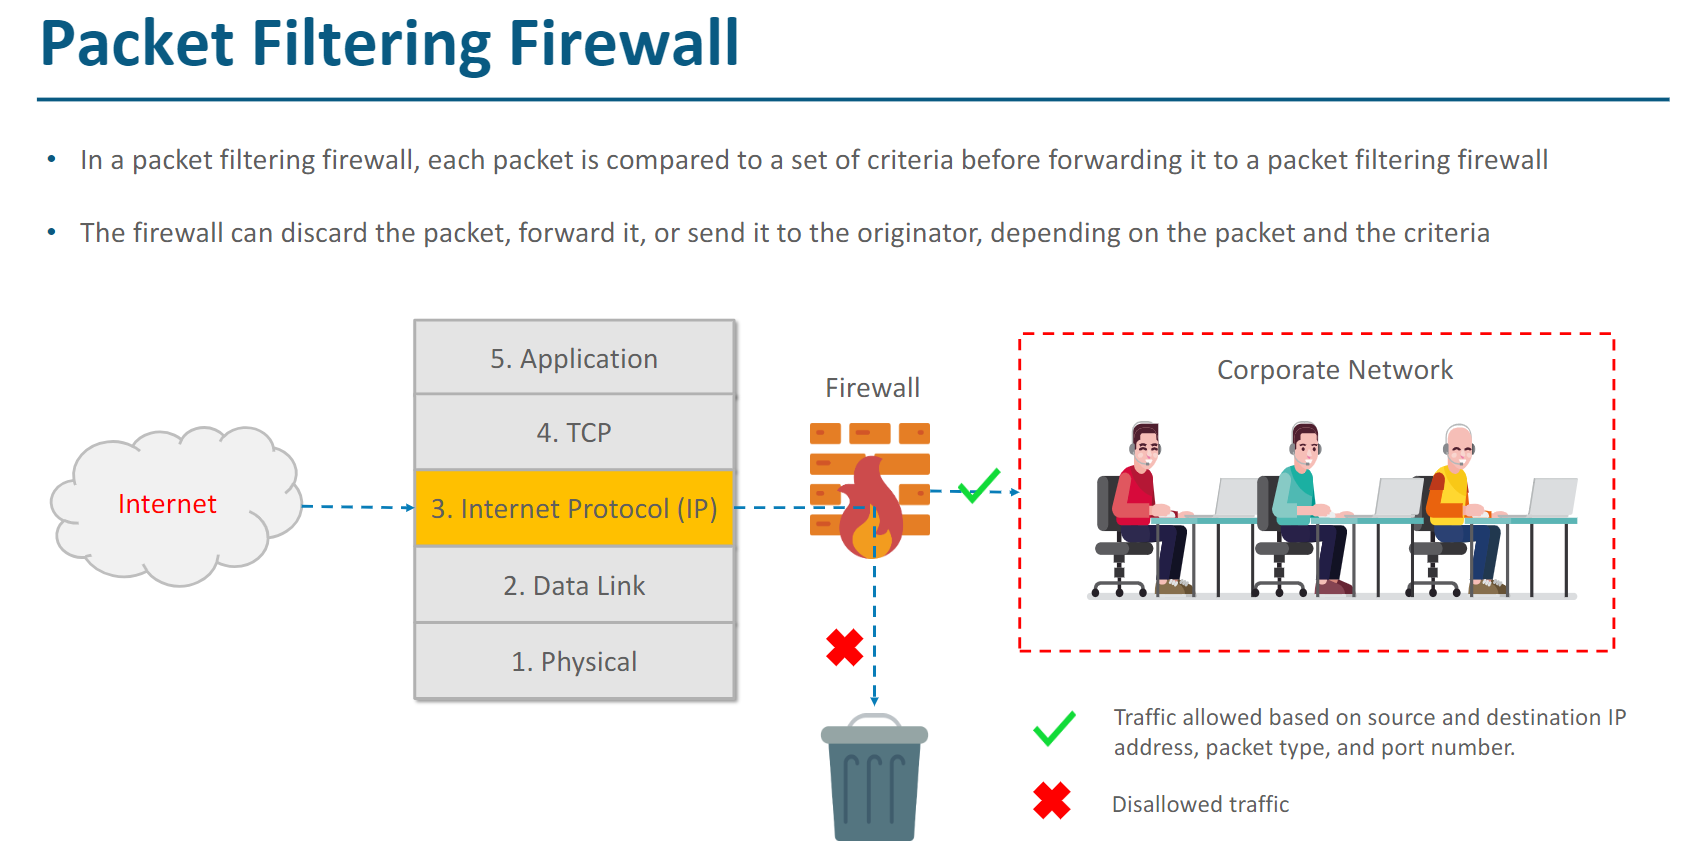 Packet Filtering Firewall
• In a packet filtering firewall, each packet is compared to a set of criteria before forwarding it to a packet filtering firewall
• The firewall can discard the packet, forward it, or send it to the originator, depending on the packet and the criteria
Internet
5. Application
4. TCP
3. Internet Protocol (IP)
2. Data Link
1. Physical
Firewall
Corporate Network
Traffic allowed based on source and destination IP
address, packet type, and port number.
Disallowed traffic